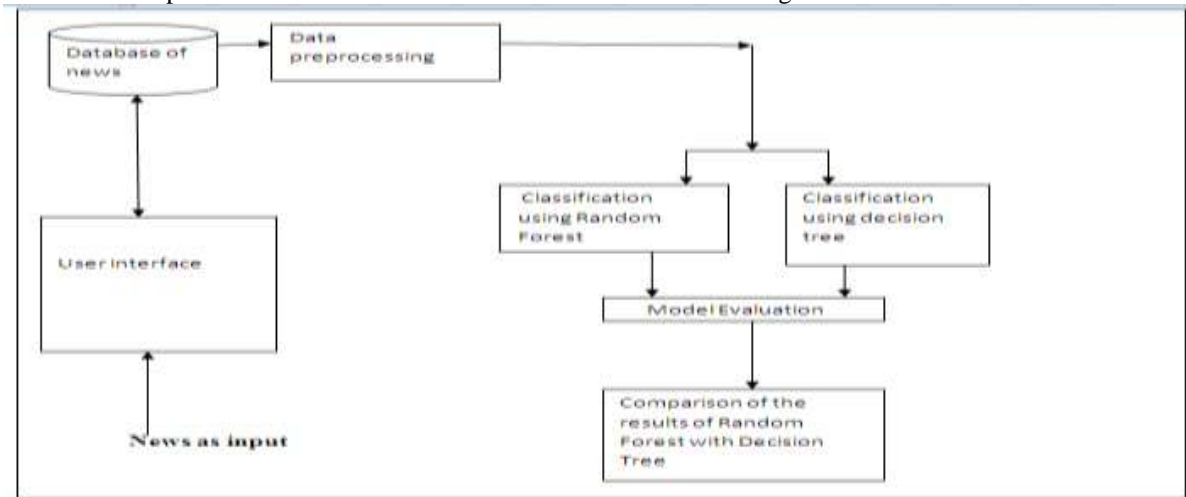 Database of
news
Data
preprocessing
Classification
using Random
Forest
Classification
using decision
tree
User interface
Model Evaluation
Comparison of the
results of Random
Forest with Decision
Tree
News as input